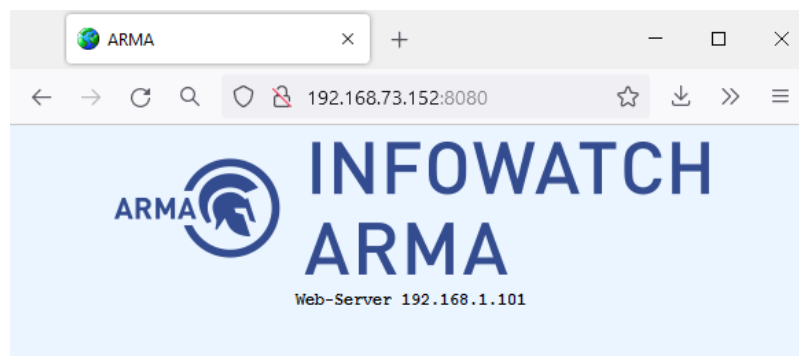 ARMA
192.168.73.152:8080
ARMA
INFOWATCH
ARMA
Web-Server 192.168.1.101